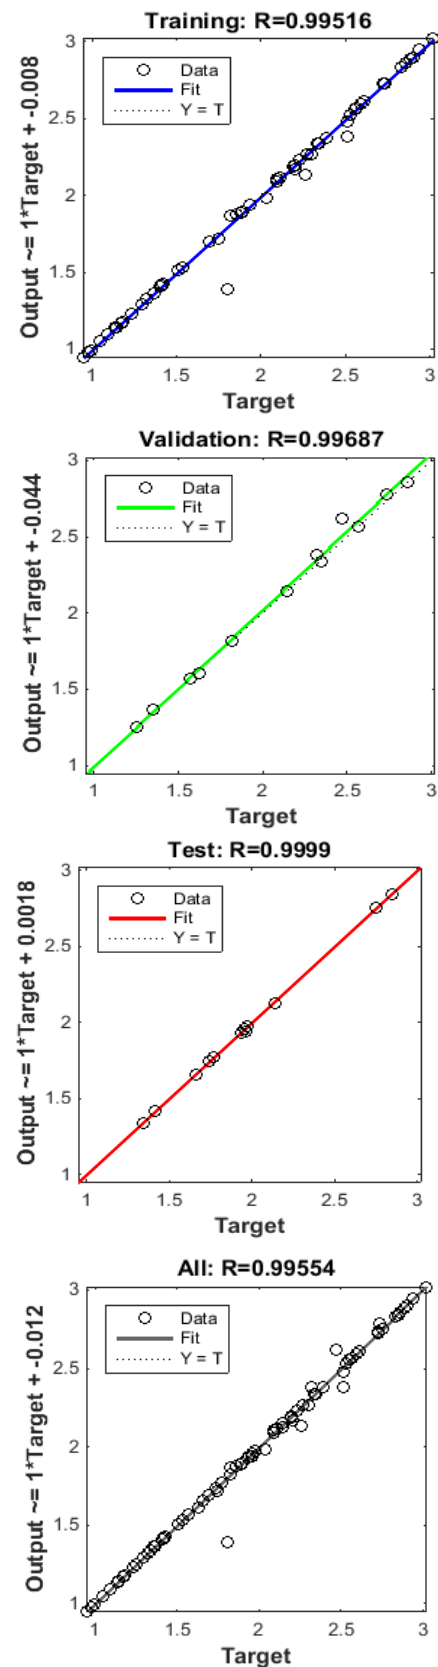 Training: R=0.99516
Output ~= 1*Target + -0.008
3
2.5
2
1.5
1
Data
Fit
Y = T
1
1.5
2
2.5
3
Target
Validation: R=0.99687
Output ~= 1*Target + -0.044
3
2.5
2
1.5
1
Data
Fit
Y = T
1
1.5
2
2.5
3
Target
Test: R=0.9999
Output ~= 1*Target + 0.0018
3
2.5
2
1.5
1
Data
Fit
Y = T
1
1.5
2
2.5
3
Target
All: R=0.99554
Output ~= 1*Target + -0.012
3
2.5
2
1.5
1
Data
Fit
Y = T
1
1.5
2
2.5
3
Target